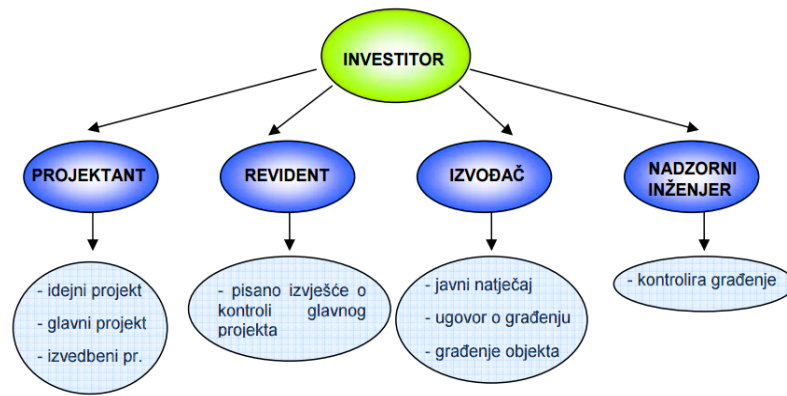 INVESTITOR
PROJEKTANT
REVIDENT
IZVOĐAČ
NADZORNI
INŽENJER
- idejni projekt
- glavni projekt
- izvedbeni pr.
- pisano izvješće o
kontroli glavnog
projekta
- javni natječaj
- ugovor o građenju
- građenje objekta
- kontrolira građenje